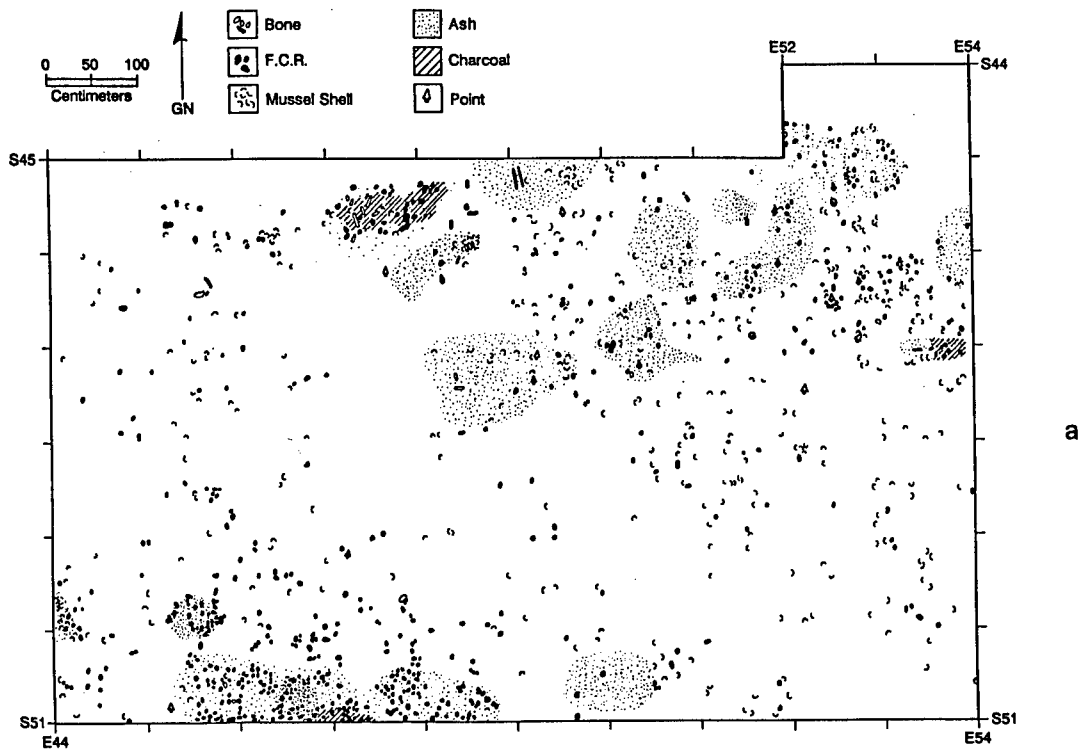 Bone
Ash
F.C.R.
Charcoal
Mussel Shell
Point
0 50 100
Centimeters
GN
E52
E54
S44
S45
a
S51
S51
E44
E54